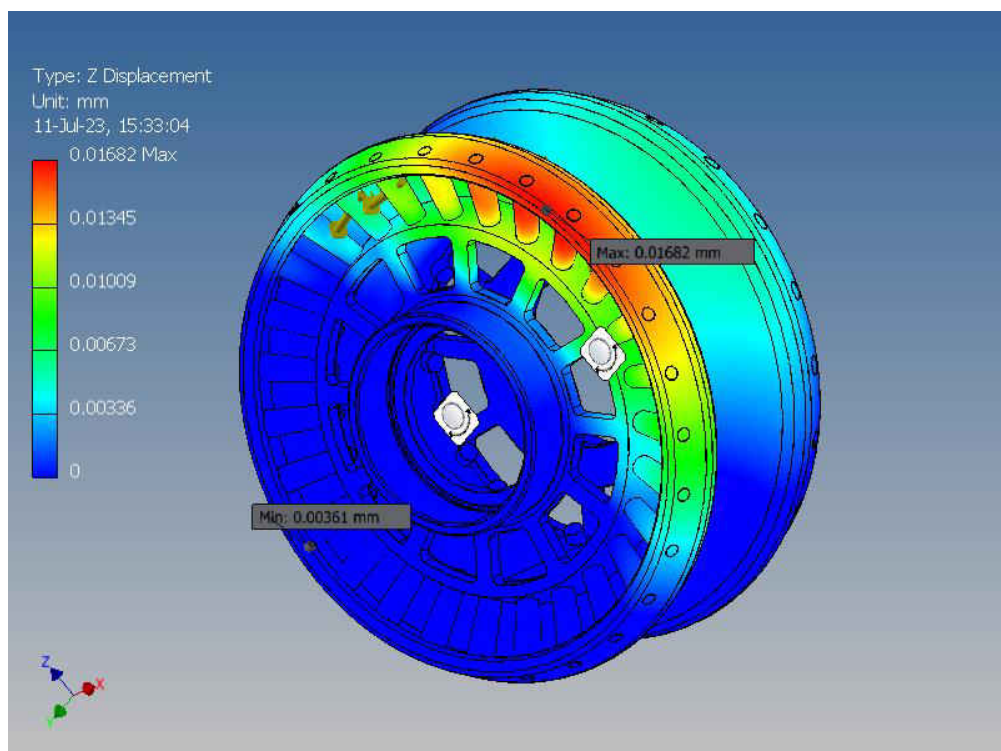 Type: Z Displacement
Unit: mm
11-Jul-23, 15:33:04
0.01682 Max
0.01345
0.01009
0.00673
0.00336
0
Max: 0.01682 mm
Min: 0.00361 mm
Z
X
Y